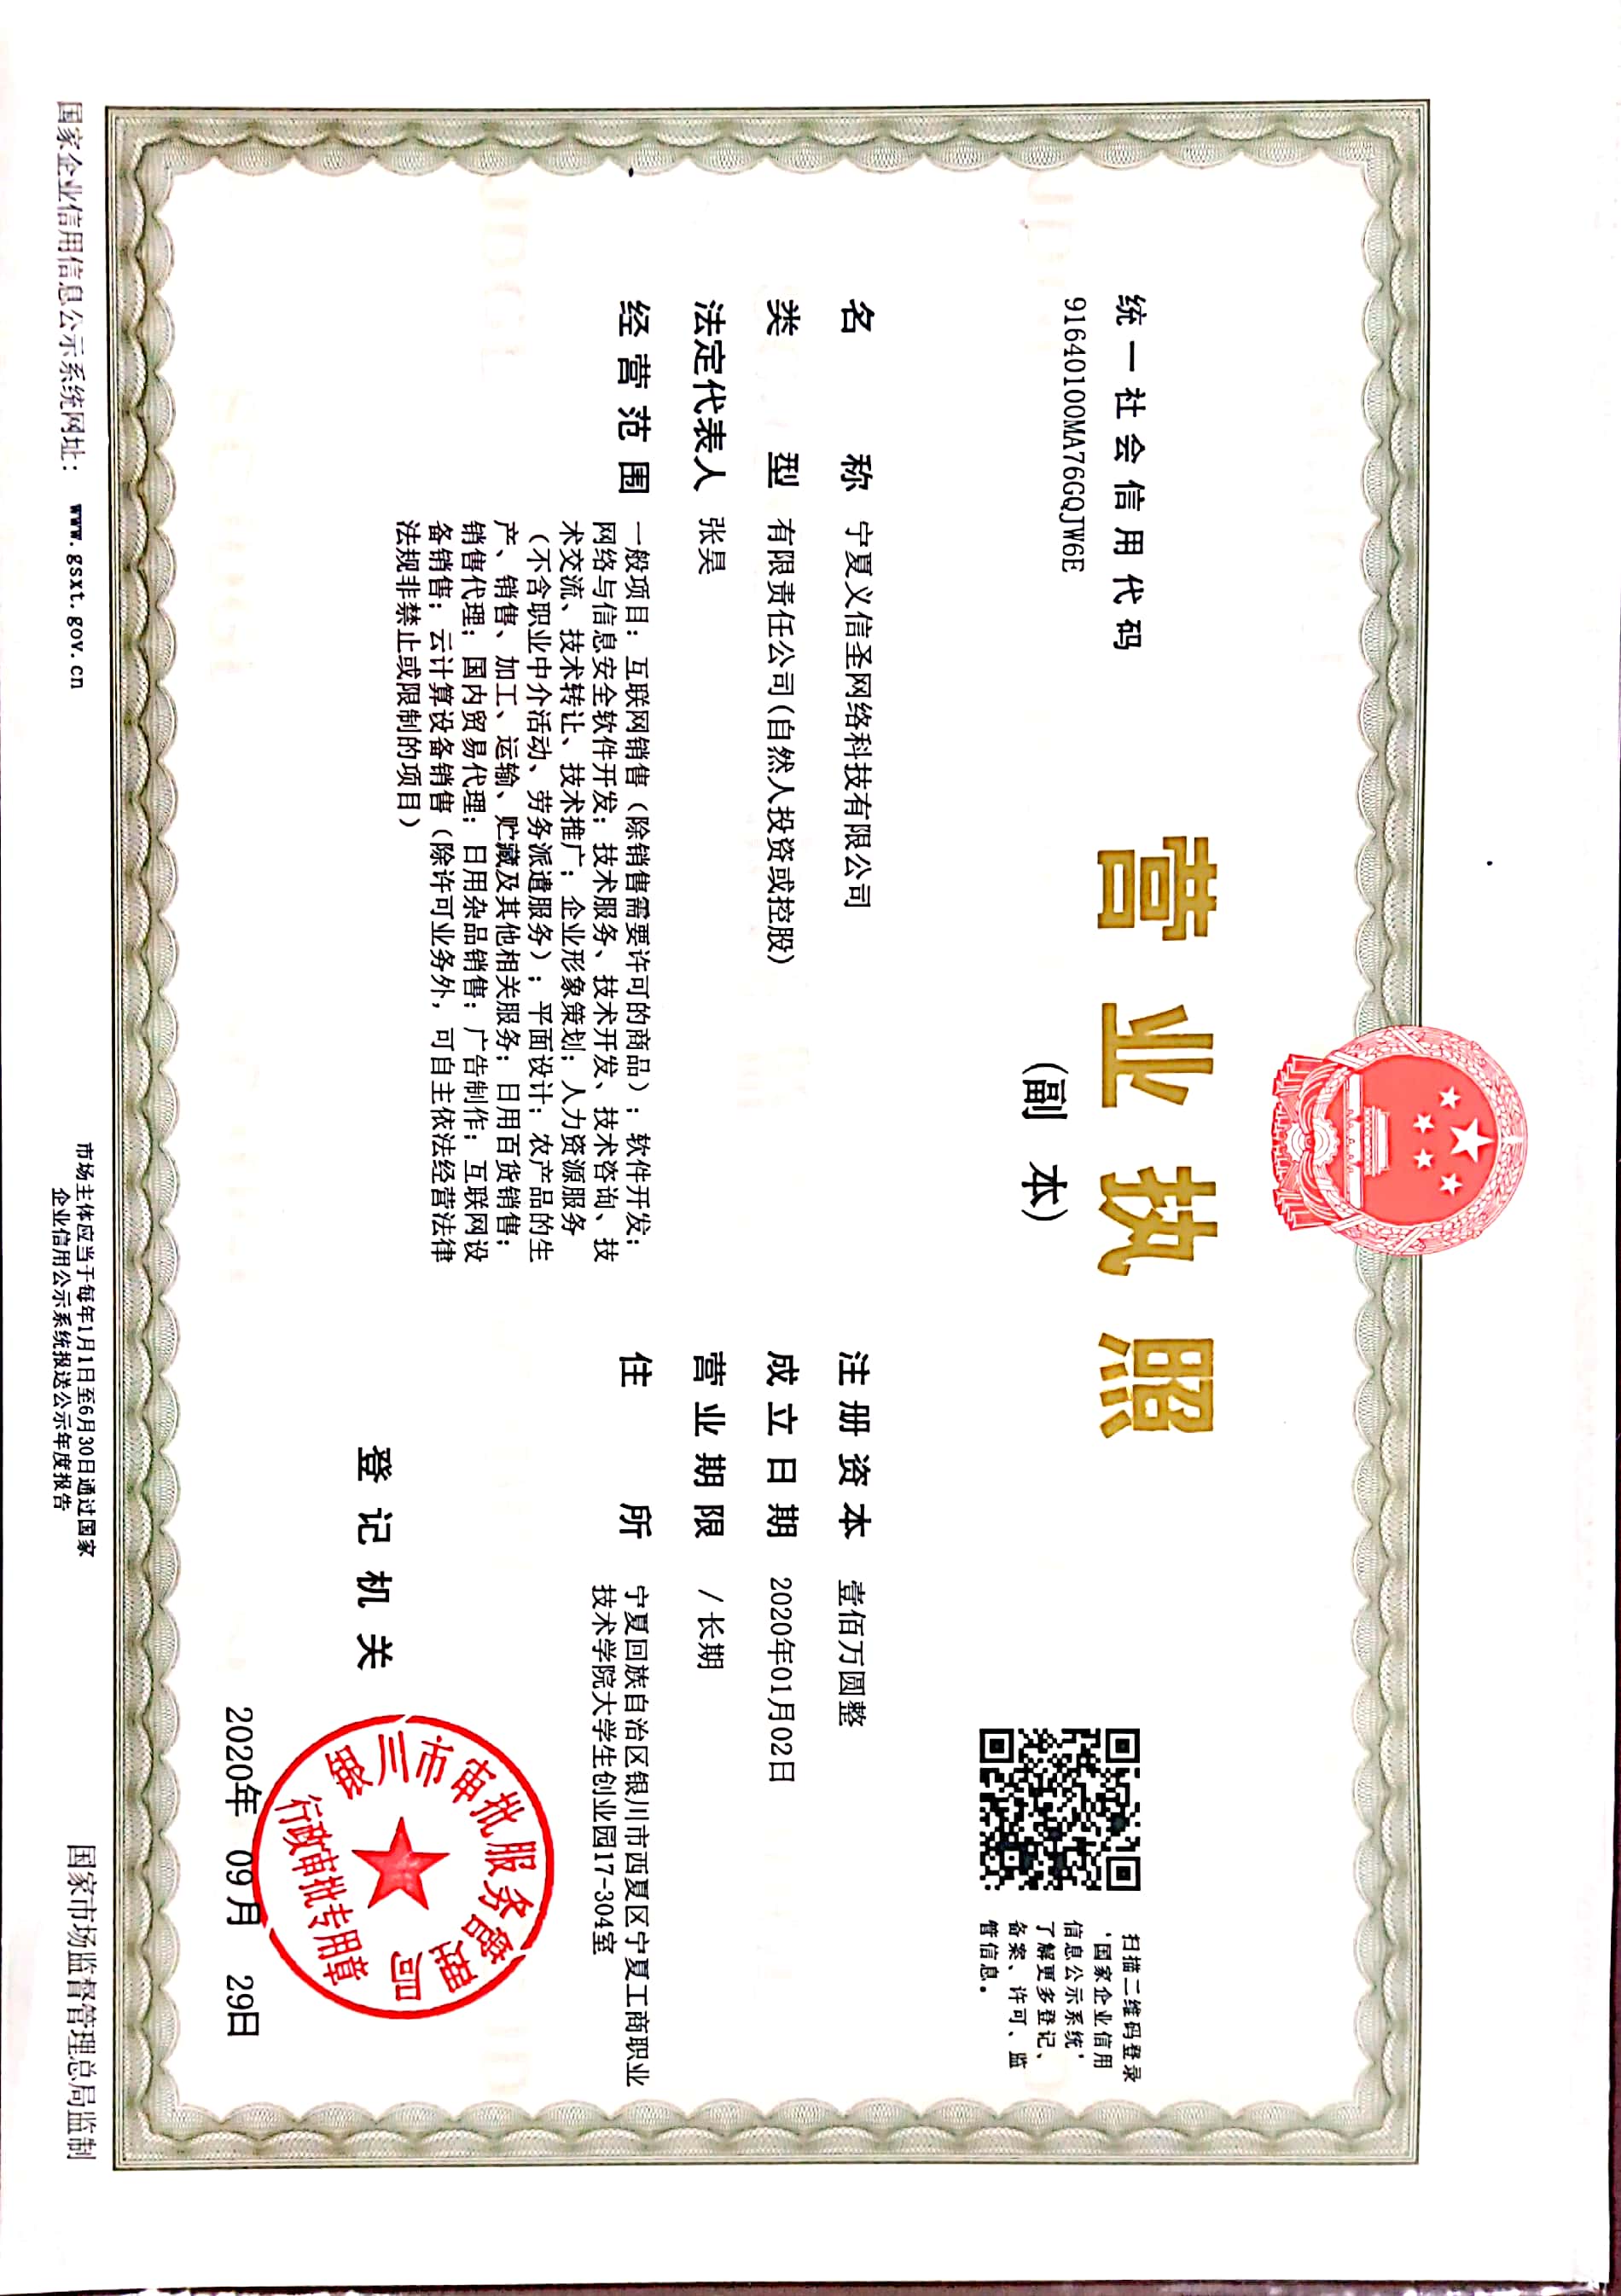 营业执照
(副 本)
统一社会信用代码
91640100MA76GQJW6E
扫描二维码登录
‘国家企业信用
信息公示系统’
了解更多登记、
备案、许可、监
管信息。
名 称 宁夏义信圣网络科技有限公司
类 型 有限责任公司(自然人投资或控股)
法定代表人 张昊
经营范围 一般项目：互联网销售（除销售需要许可的商品）；软件开发；
网络与信息安全软件开发；技术服务、技术开发、技术咨询、技
术交流、技术转让、技术推广；企业形象策划；人力资源服务
（不含职业中介活动、劳务派遣服务）；平面设计；农产品的生
产、销售、加工、运输、贮藏及其他相关服务；日用百货销售；
销售代理；国内贸易代理；日用杂品销售；广告制作；互联网设
备销售；云计算设备销售（除许可业务外，可自主依法经营法律
法规非禁止或限制的项目）
注册资本 壹佰万圆整
成立日期 2020年01月02日
营业期限 / 长期
住 所 宁夏回族自治区银川市西夏区宁夏工商职业
技术学院大学生创业园17-304室
登记机关
银川市审批服务管理局
行政审批专用章
2020年 09月 29日
国家企业信用信息公示系统网址： www.gsxt.gov.cn
市场主体应当于每年1月1日至6月30日通过国家
企业信用公示系统报送公示年度报告
国家市场监督管理总局监制